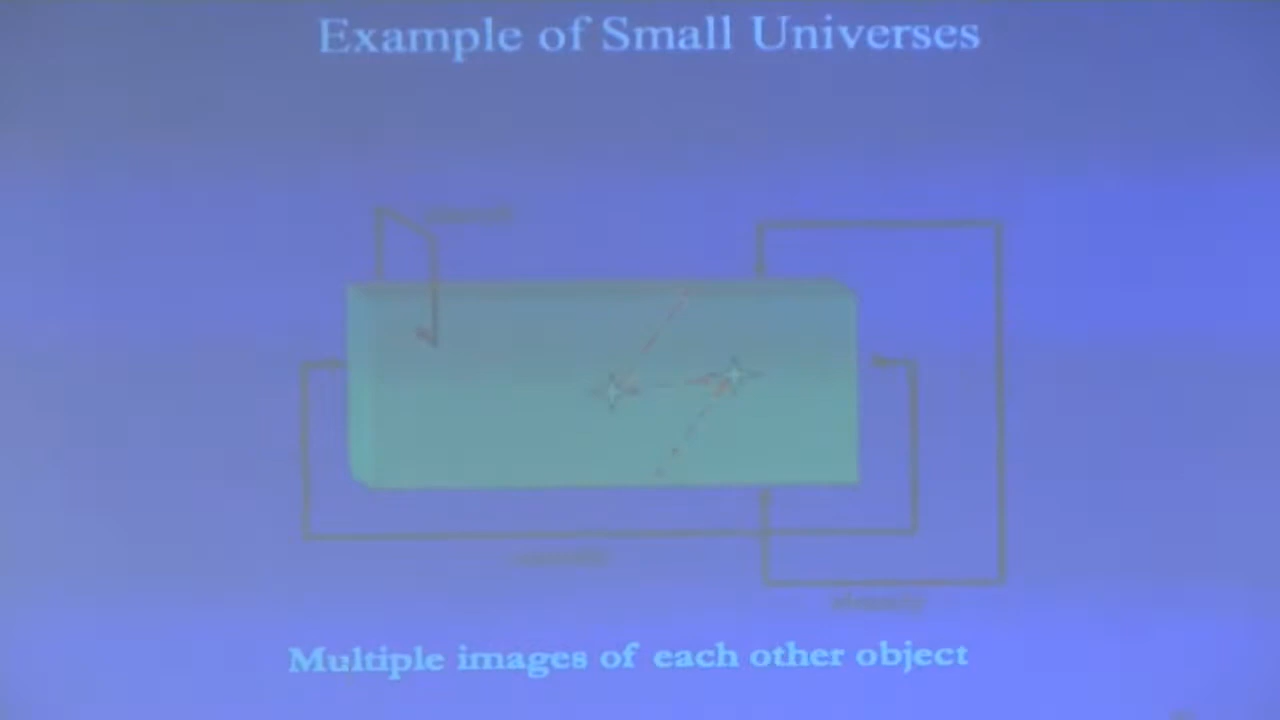 Example of Small Universes
Multiple images of each other object